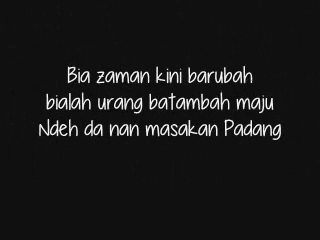 Bia zaman kini barubah
bialah urang batambah maju
Ndeh da nan masakan Padang